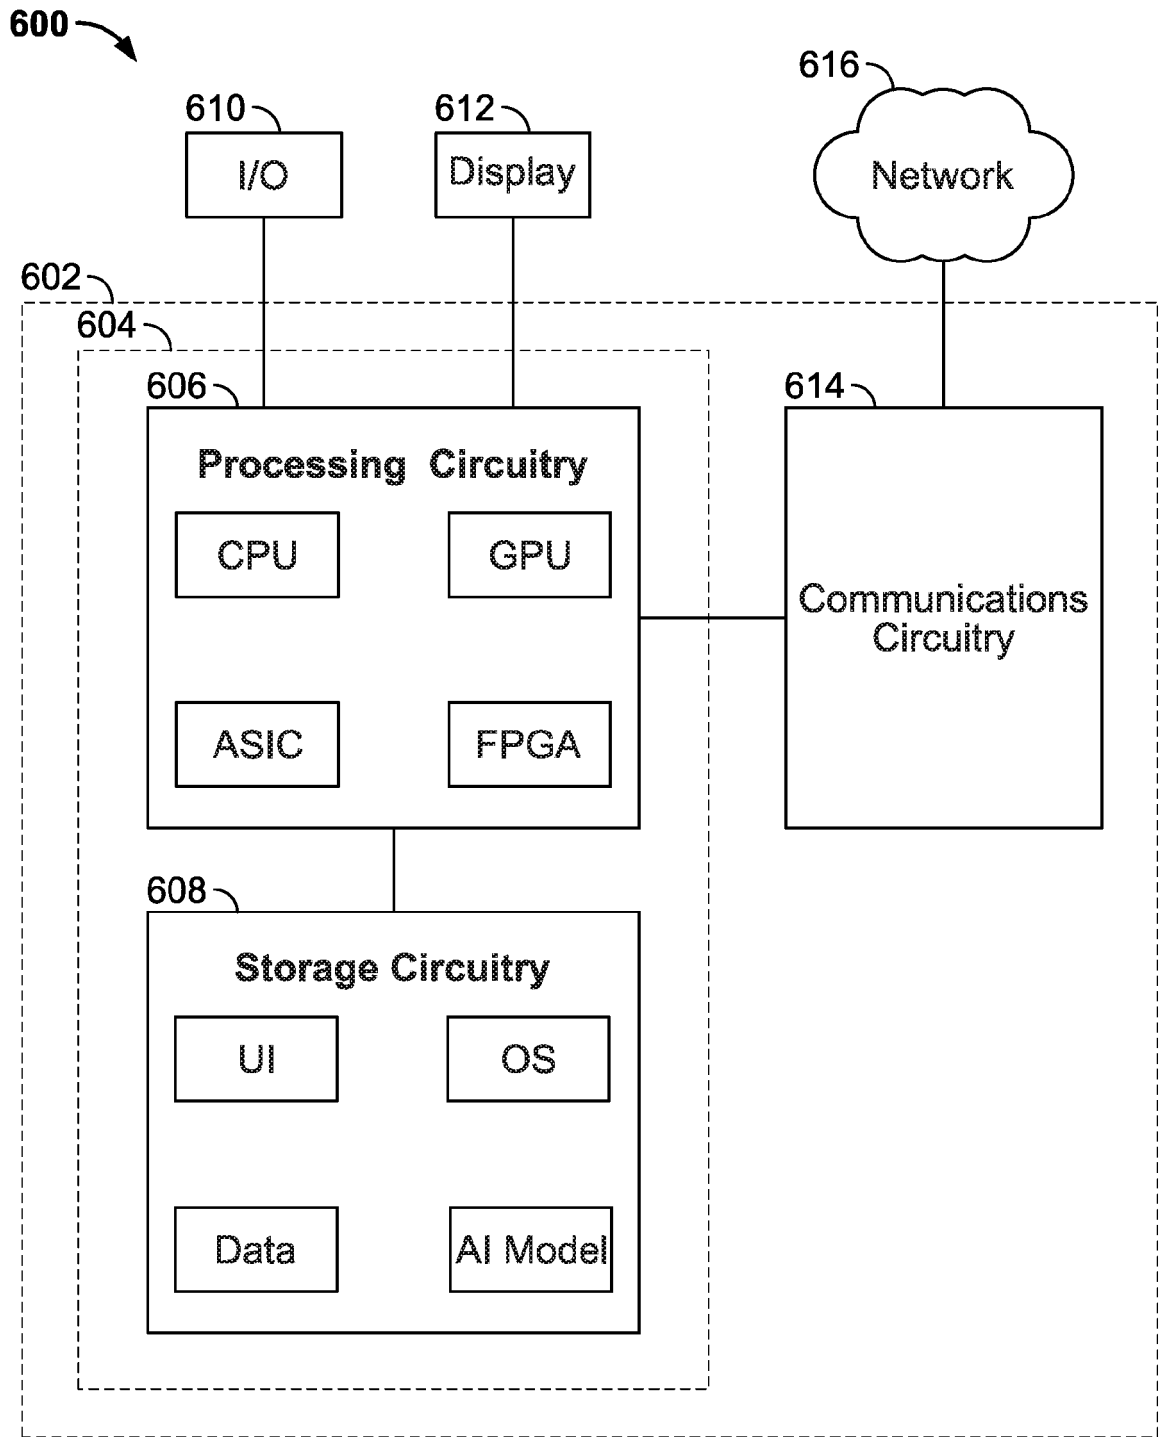 600
616
610
612
I/O
Display
Network
602
604
606
614
Processing Circuitry
CPU
GPU
Communications
Circuitry
ASIC
FPGA
608
Storage Circuitry
UI
OS
Data
AI Model